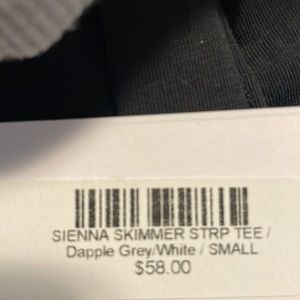 SIENNA SKIMMER STRP TEE /
Dapple Grey/White / SMALL
$58.00